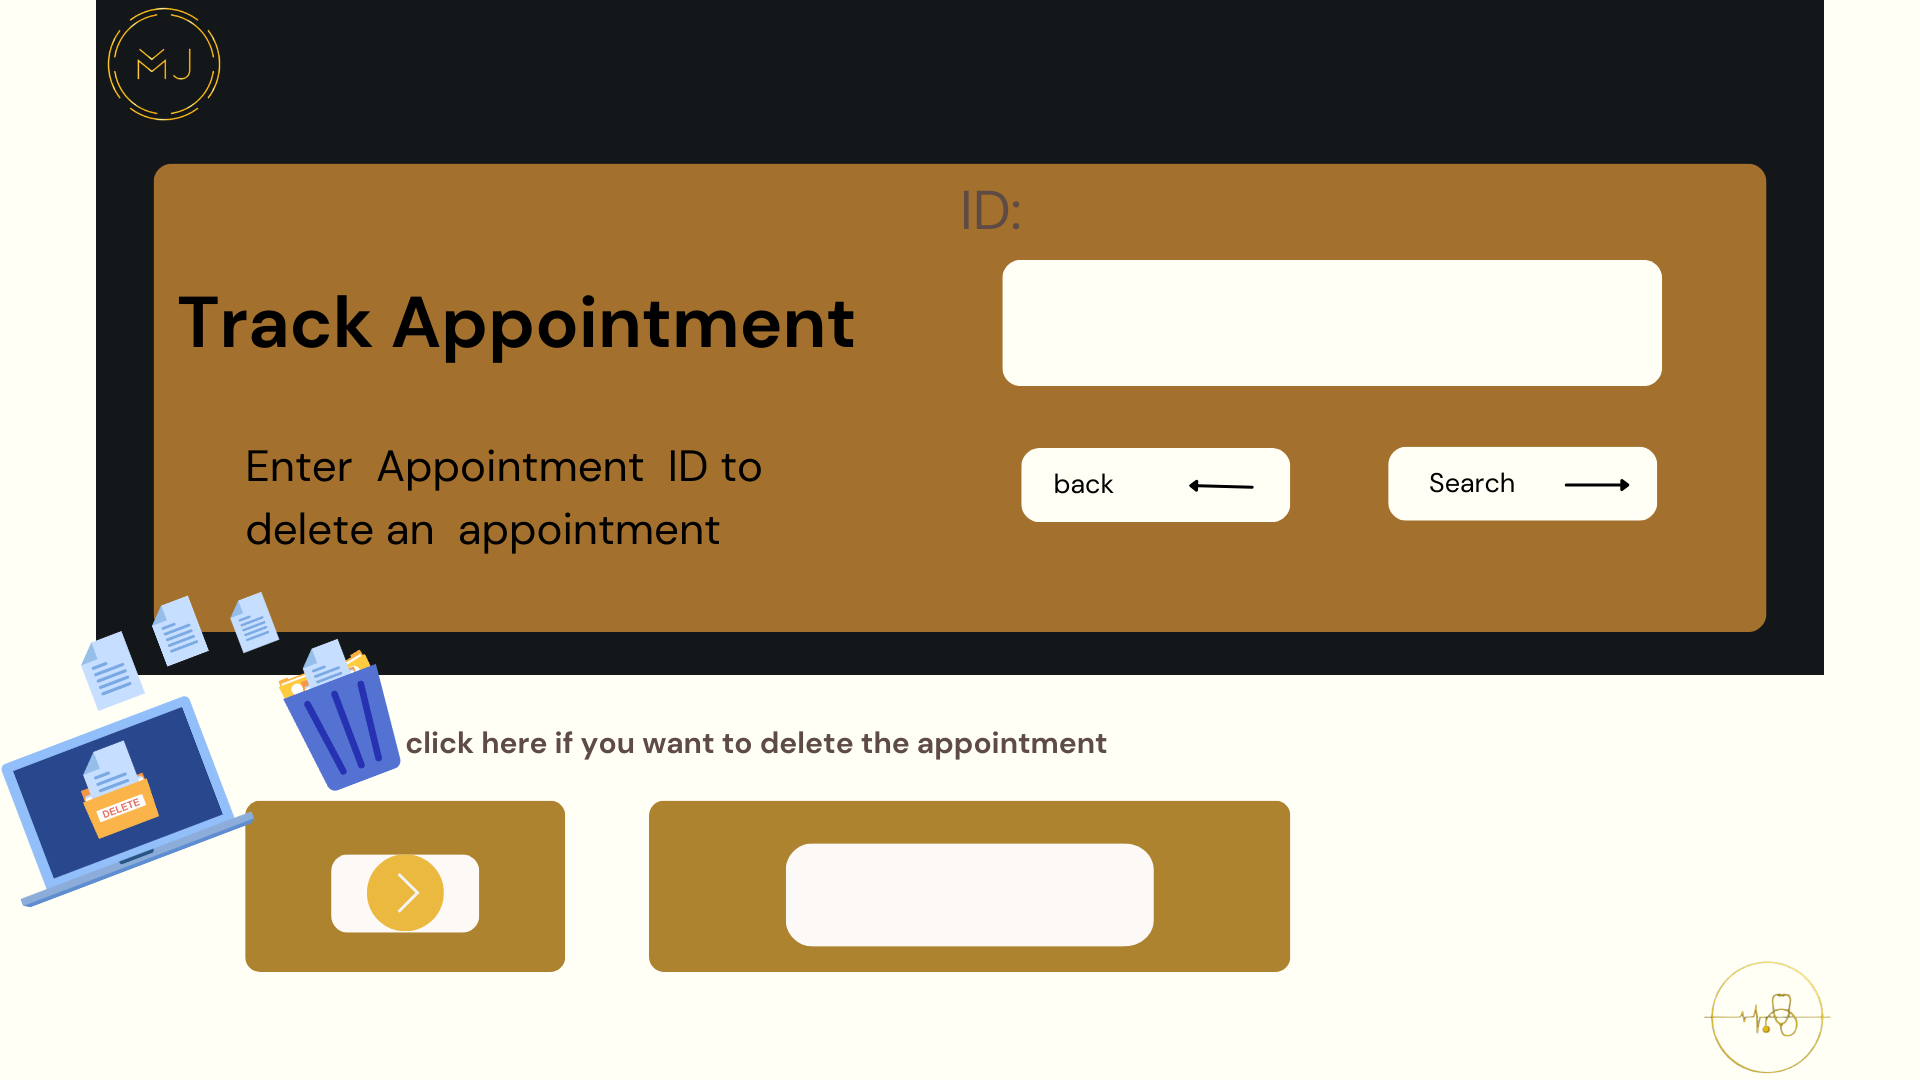 MJ
ID:
Track Appointment
Enter Appointment ID to
delete an appointment
back
Search
click here if you want to delete the appointment
DELETE